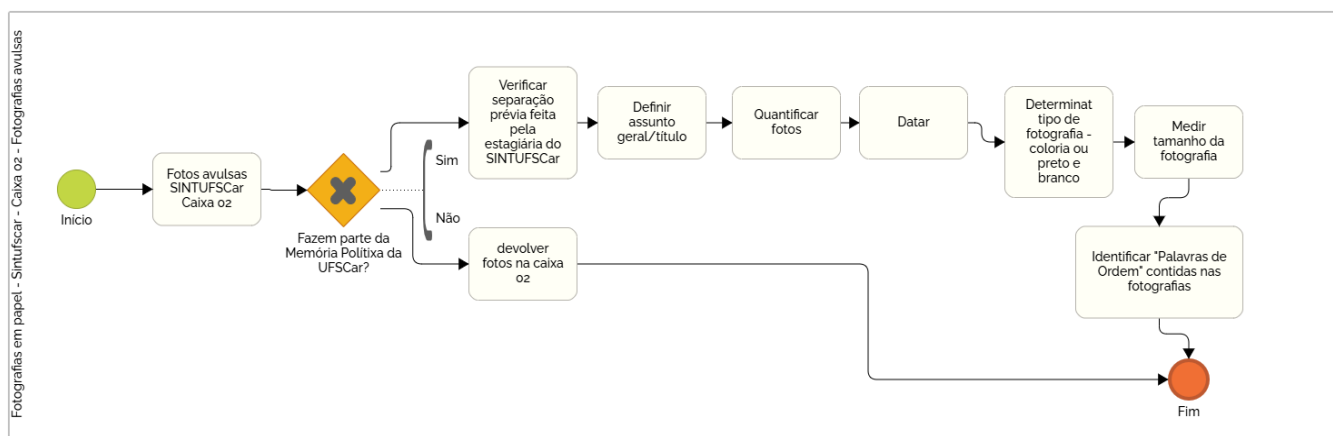 Fotografias em papel - Sintufscar - Caixa 02 - Fotografias avulsas
Início
Fotos avulsas
SINTUFSCar
Caixa 02
Fazem parte da
Memória Polítixa da
UFSCar?
Sim
Não
Verificar
separação
prévia feita
pela
estagiária do
SINTUFSCar
Definir
assunto
geral/título
Quantificar
fotos
Datar
Determinat
tipo de
fotografia -
coloria ou
preto e
branco
Medir
tamanho da
fotografia
Identificar "Palavras de
Ordem" contidas nas
fotografias
devolver
fotos na caixa
02
Fim